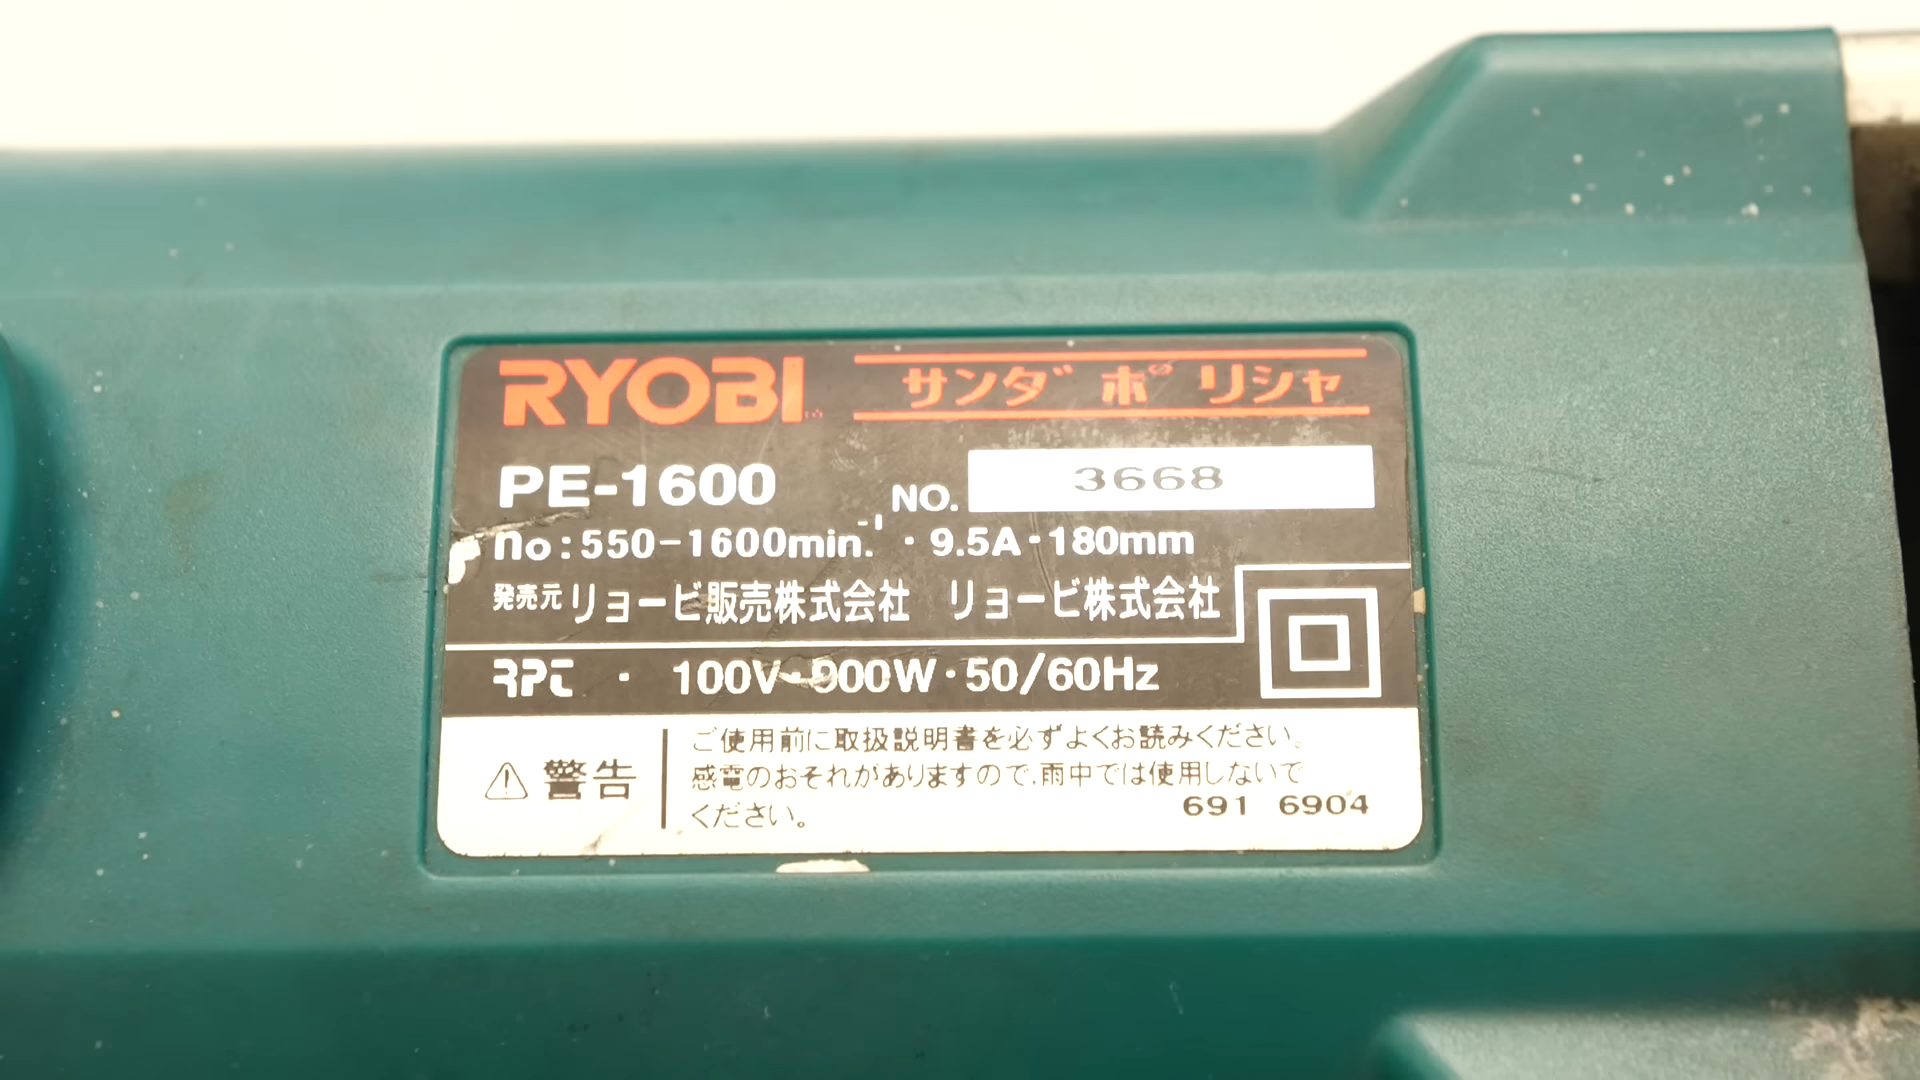 RYOBI サンダ ポリシャ
PE-1600 NO. 3668
no:550-1600min.-1 ・ 9.5A・180mm
発売元 リョービ販売株式会社 リョービ株式会社
・ 100V・900W・50/60Hz
警告
ご使用前に取扱説明書を必ずよくお読みください。
感電のおそれがありますので、雨中では使用しないで
ください。
691 6904